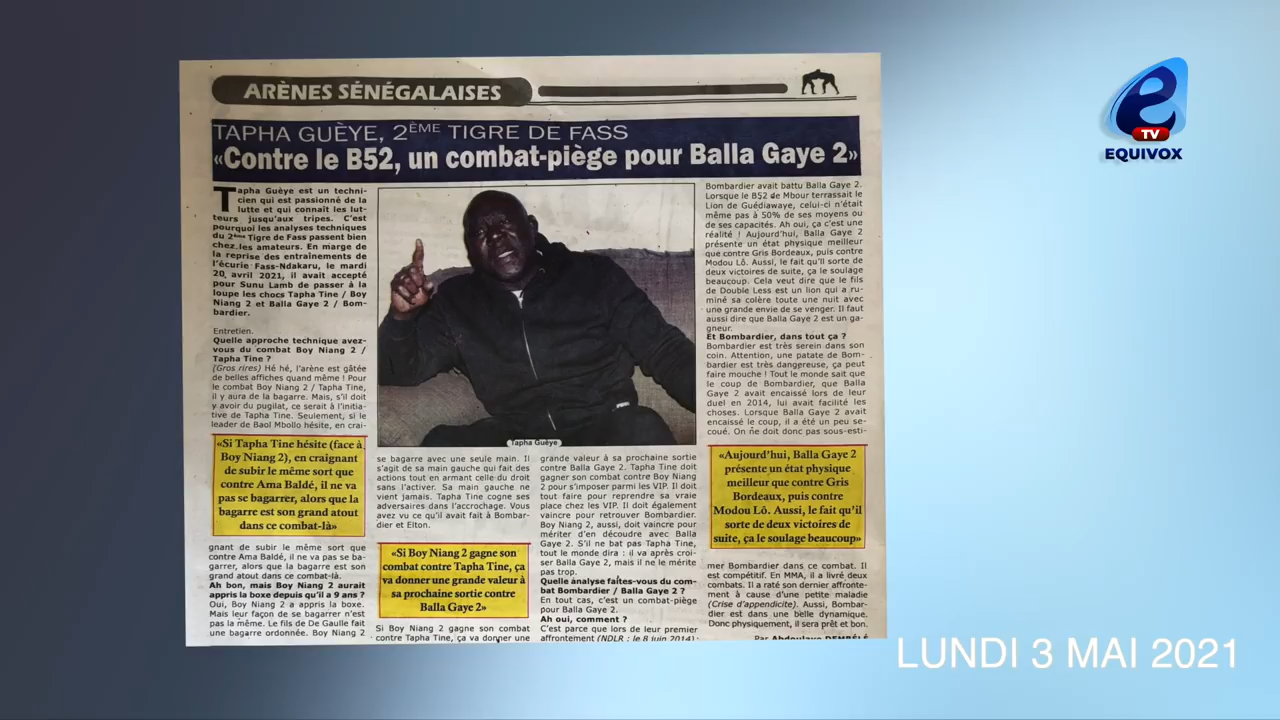 ARÈNES SÉNÉGALAISES
TAPHA GUÈYE, 2ÈME TIGRE DE FASS
«Contre le B52, un combat-piège pour Balla Gaye 2»
Tapha Guèye est un techni-
cien qui est passionné de la
lutte et qui connaît les lut-
teurs jusqu'aux tripes. C'est
pourquoi les analyses techniques
du 2ème Tigre de Fass passent bien
chez les amateurs. En marge de
la reprise des entraînements de
l'écurie Fass-Ndakaru, le mardi
20 avril 2021, il avait accepté
pour Sunu Lamb de passer à la
loupe les chocs Tapha Tine / Boy
Niang 2 et Balla Gaye 2 / Bom-
bardier.
Entretien.
Quelle approche technique avez-
vous du combat Boy Niang 2 /
Tapha Tine ?
(Gros rires) Hé hé, l'arène est gâtée
de belles affiches quand même ! Pour
le combat Boy Niang 2 / Tapha Tine,
il y aura de la bagarre. Mais, s'il doit
y avoir du pugilat, ce serait à l'initia-
tive de Tapha Tine. Seulement, si le
leader de Baol Mbollo hésite, en crai-
«Si Tapha Tine hésite (face à
Boy Niang 2), en craignant
de subir le même sort que
contre Ama Baldé, il ne va
pas se bagarrer, alors que la
bagarre est son grand atout
dans ce combat-là»
gnant de subir le même sort que
contre Ama Baldé, il ne va pas se ba-
garrer, alors que la bagarre est son
grand atout dans ce combat-là.
Ah bon, mais Boy Niang 2 aurait
appris la boxe depuis qu'il a 9 ans ?
Oui, Boy Niang 2 a appris la boxe.
Mais leur façon de se bagarrer n'est
pas la même. Le fils de De Gaulle fait
une bagarre ordonnée. Boy Niang 2
Tapha Guèye
se bagarre avec une seule main. Il
s'agit de sa main gauche qui fait des
actions tout en armant celle du droit
sans l'activer. Sa main gauche ne
vient jamais. Tapha Tine cogne ses
adversaires dans l'accrochage. Vous
avez vu ce qu'il avait fait à Bombar-
dier et Elton.
«Si Boy Niang 2 gagne son
combat contre Tapha Tine, ça
va donner une grande valeur à
sa prochaine sortie contre
Balla Gaye 2»
Si Boy Niang 2 gagne son combat
contre Tapha Tine, ça va donner une
grande valeur à sa prochaine sortie
contre Balla Gaye 2. Tapha Tine doit
gagner son combat contre Boy Niang
2 pour s'imposer parmi les VIP. Il doit
tout faire pour reprendre sa vraie
place chez les VIP. Il doit également
vaincre pour retrouver Bombardier.
Boy Niang 2, aussi, doit vaincre pour
mériter d'en découdre avec Balla
Gaye 2. S'il ne bat pas Tapha Tine,
tout le monde dira : il va après croi-
ser Balla Gaye 2, mais il ne le mérite
pas trop.
Quelle analyse faites-vous du com-
bat Bombardier / Balla Gaye 2 ?
En tout cas, c'est un combat-piège
pour Balla Gaye 2.
Ah oui, comment ?
C'est parce que lors de leur premier
affrontement (NDLR : le 8 juin 2014)
Bombardier avait battu Balla Gaye 2.
Lorsque le B52 de Mbour terrassait le
Lion de Guédiawaye, celui-ci n'était
même pas à 50% de ses moyens ou
de ses capacités. Ah oui, ça c'est une
réalité ! Aujourd'hui, Balla Gaye 2
présente un état physique meilleur
que contre Gris Bordeaux, puis contre
Modou Lô. Aussi, le fait qu'il sorte de
deux victoires de suite, ça le soulage
beaucoup. Cela veut dire que le fils
de Double Less est un lion qui a ru-
miné sa colère toute une nuit avec
une grande envie de se venger. Il faut
aussi dire que Balla Gaye 2 est un ga-
gneur.
Et Bombardier, dans tout ça ?
Bombardier est très serein dans son
coin. Attention, une patate de Bom-
bardier est très dangereuse, ça peut
faire mouche ! Tout le monde sait que
le coup de Bombardier, que Balla
Gaye 2 avait encaissé lors de leur
duel en 2014, lui avait facilité les
choses. Lorsque Balla Gaye 2 avait
encaissé le coup, il a été un peu se-
coué. On ne doit donc pas sous-esti-
«Aujourd'hui, Balla Gaye 2
présente un état physique
meilleur que contre Gris
Bordeaux, puis contre
Modou Lô. Aussi, le fait qu'il
sorte de deux victoires de
suite, ça le soulage beaucoup»
mer Bombardier dans ce combat. Il
est compétitif. En MMA, il a livré deux
combats. Il a raté son dernier affronte-
ment à cause d'une petite maladie
(Crise d'appendicite). Aussi, Bombar-
dier est dans une belle dynamique.
Donc physiquement, il sera prêt et bon.
Par Abdoulaye DEMBÉLÉ
e
TV
EQUIVOX
LUNDI 3 MAI 2021